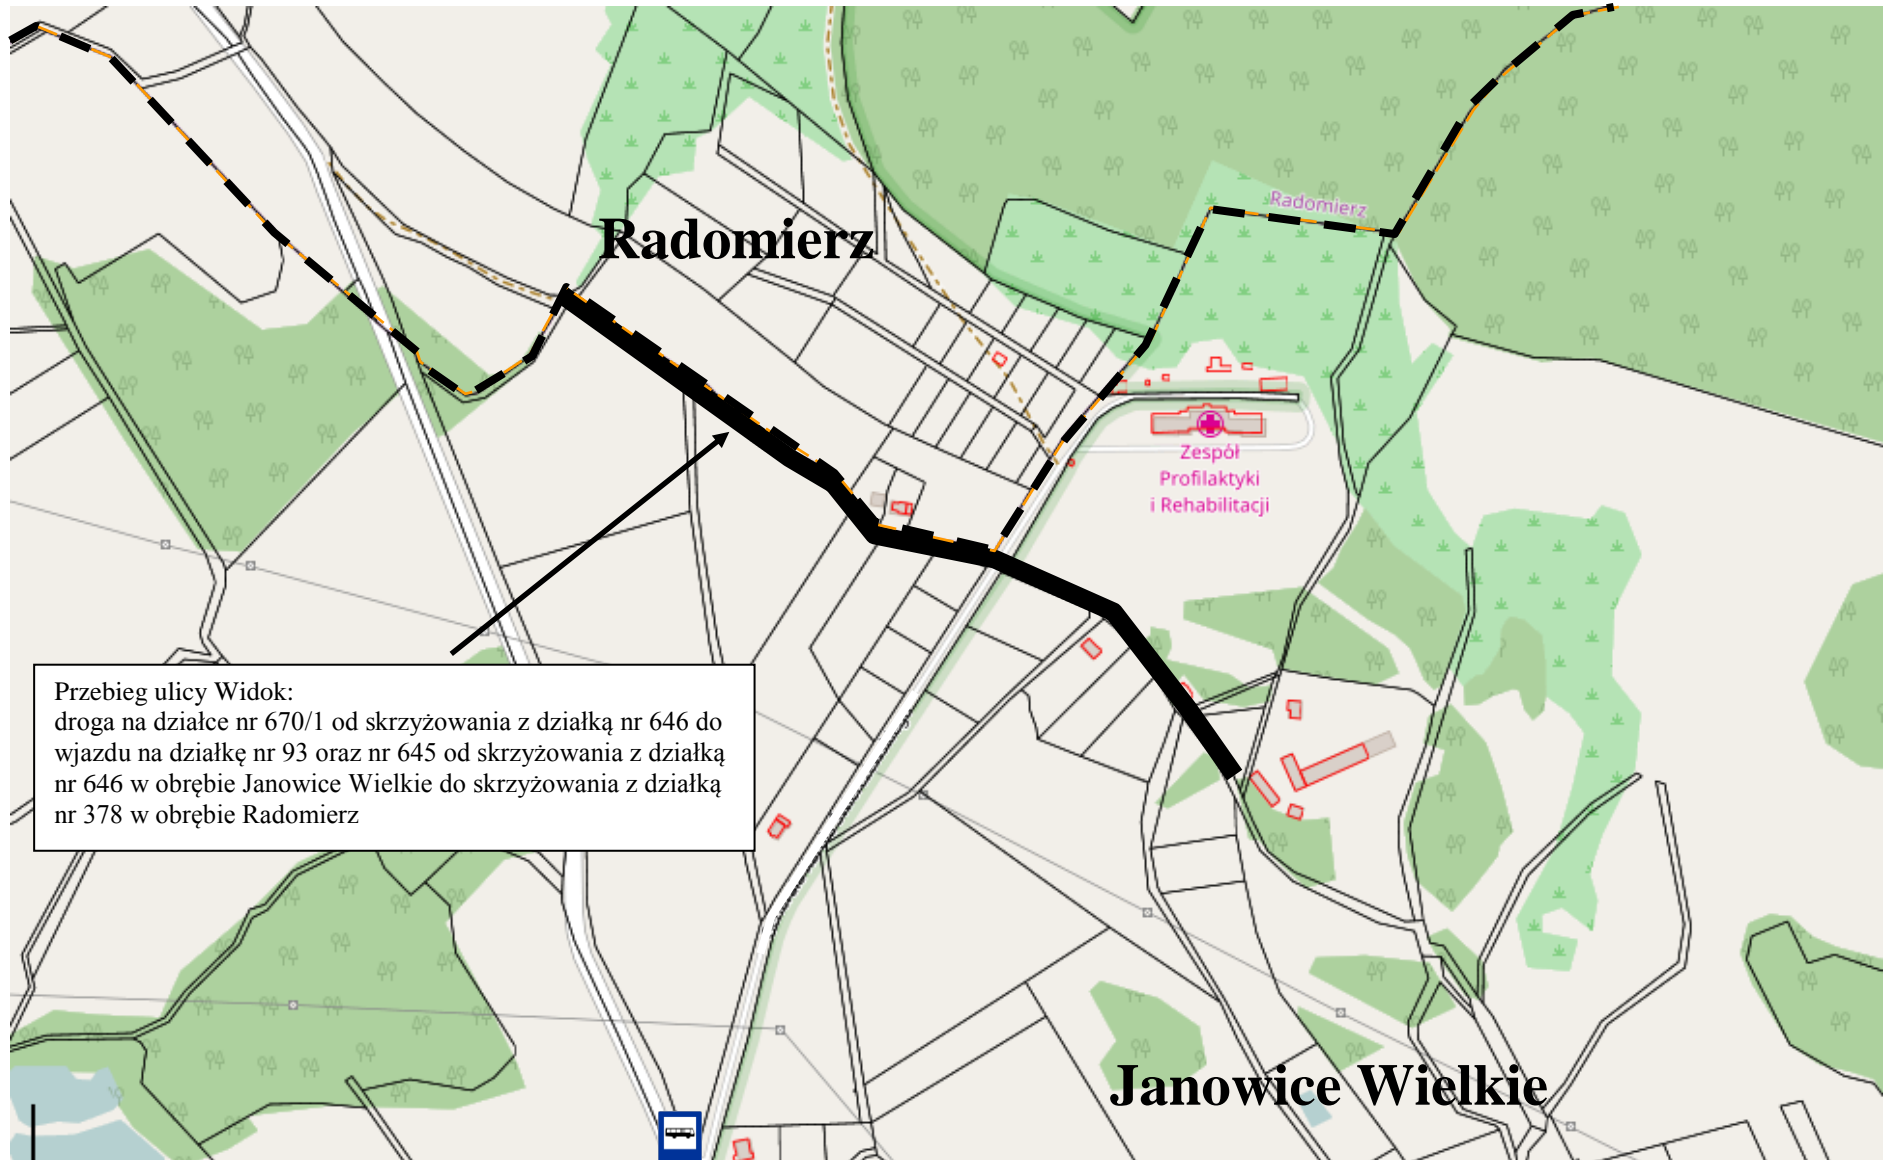 Radomierz
Radomierz
Zespół
Profilaktyki
i Rehabilitacji
Przebieg ulicy Widok:
droga na działce nr 670/1 od skrzyżowania z działką nr 646 do
wjazdu na działkę nr 93 oraz nr 645 od skrzyżowania z działką
nr 646 w obrębie Janowice Wielkie do skrzyżowania z działką
nr 378 w obrębie Radomierz
Janowice Wielkie